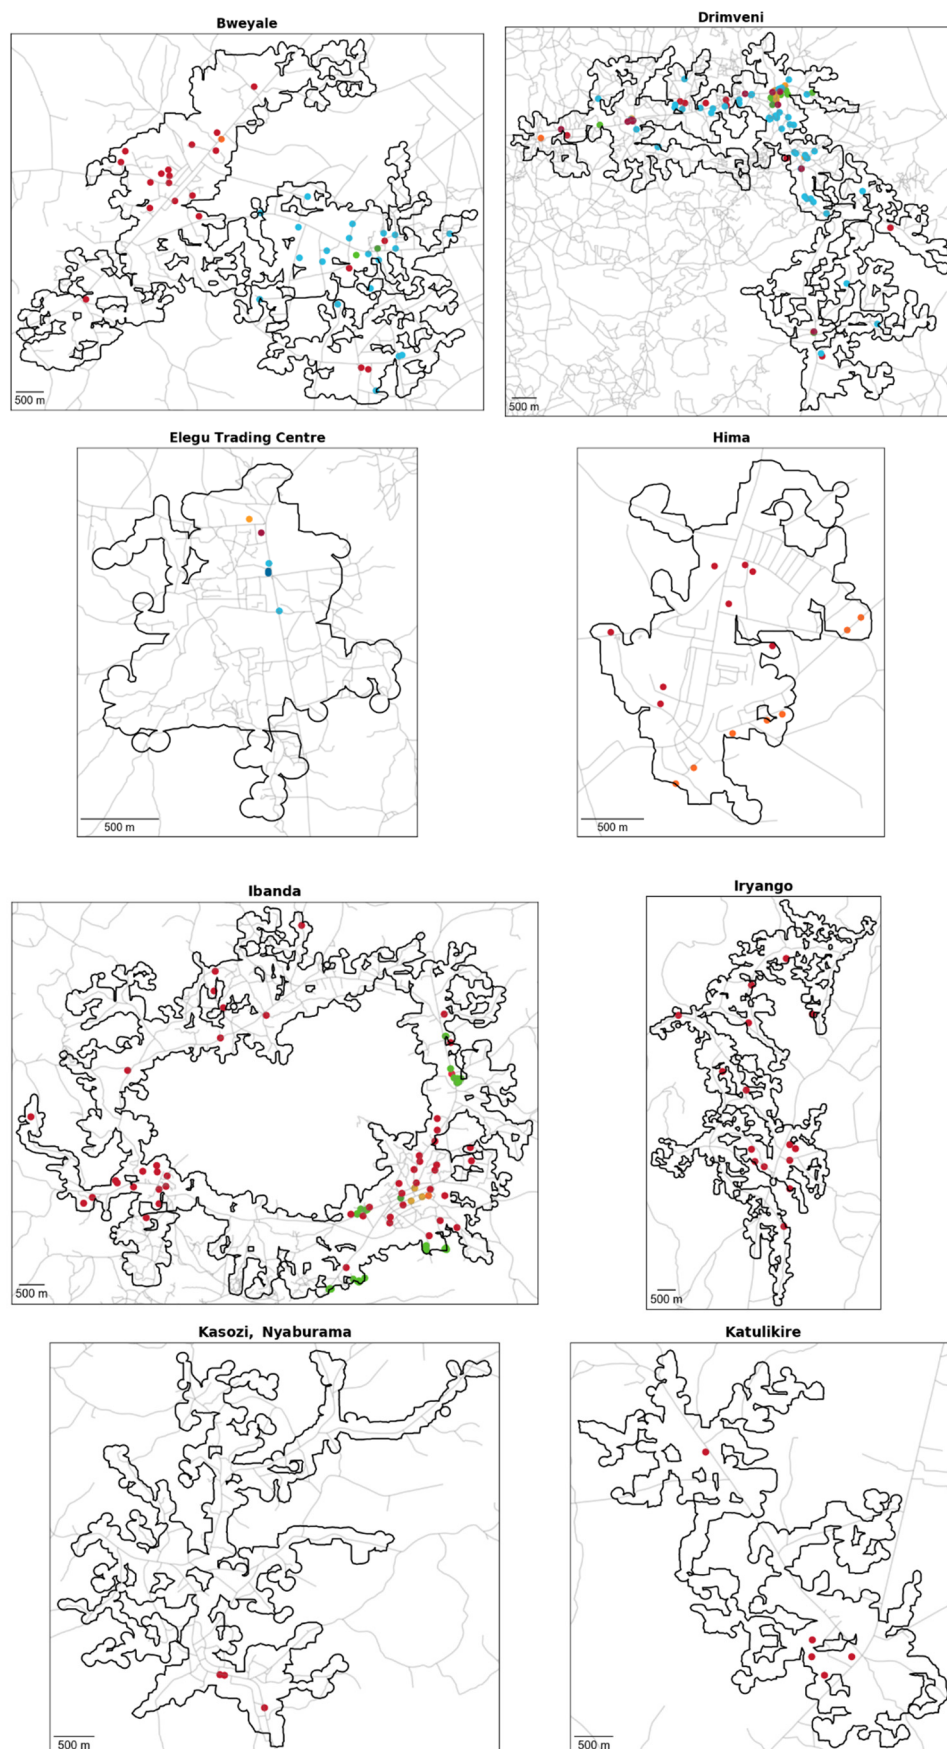 Bweyale
Drimveni
500 m
500 m
Elegu Trading Centre
Hima
500 m
500 m
Ibanda
Iryango
500 m
500 m
Kasozi, Nyaburama
Katulikire
500 m
500 m